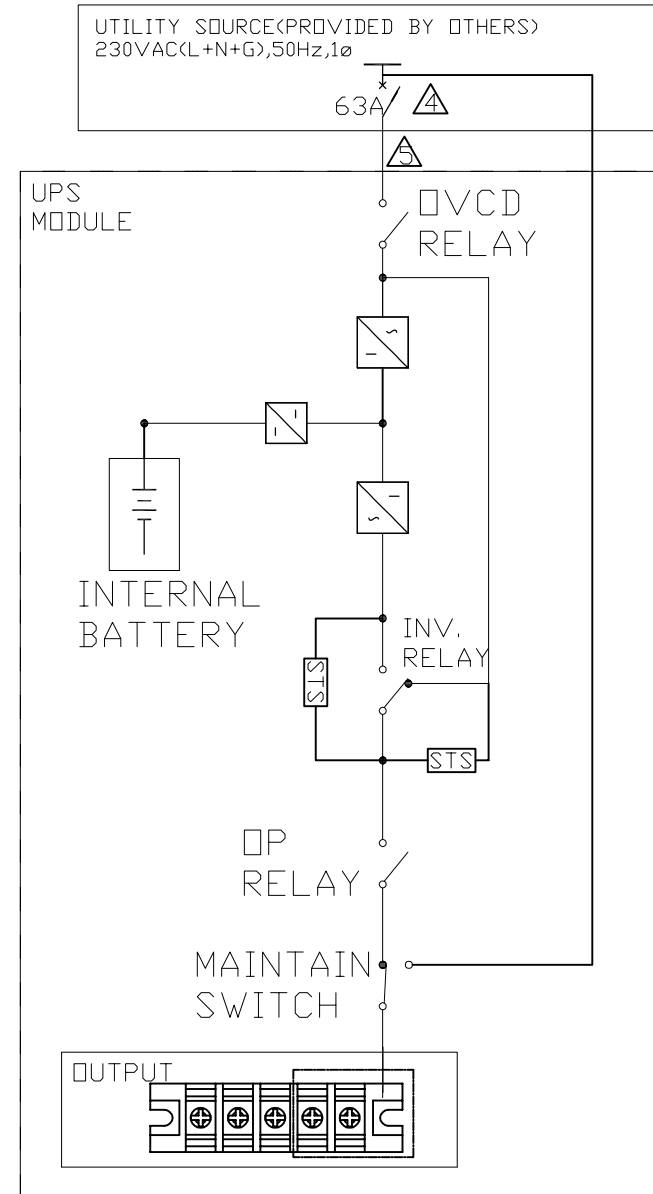 UTILITY SOURCE(PROVIDED BY OTHERS)
230VAC(L+N+G),50Hz,1ø
63A
4
5
UPS
MODULE
OVCD
RELAY
INTERNAL
BATTERY
INV.
RELAY
STS
STS
OP
RELAY
MAINTAIN
SWITCH
OUTPUT